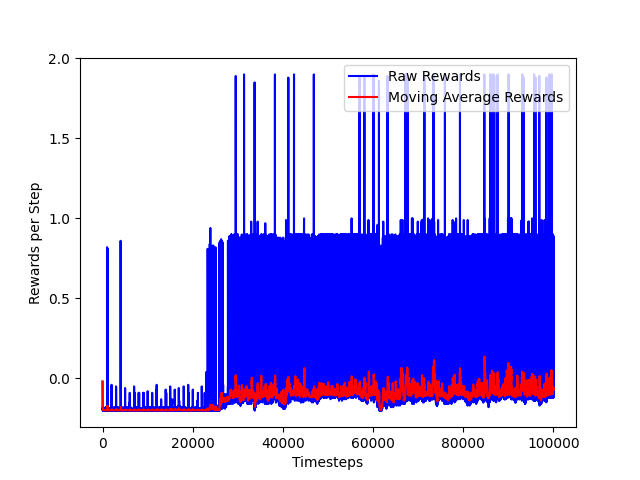 2.0
1.5
1.0
0.5
0.0
Rewards per Step
Raw Rewards
Moving Average Rewards
0 20000 40000 60000 80000 100000
Timesteps